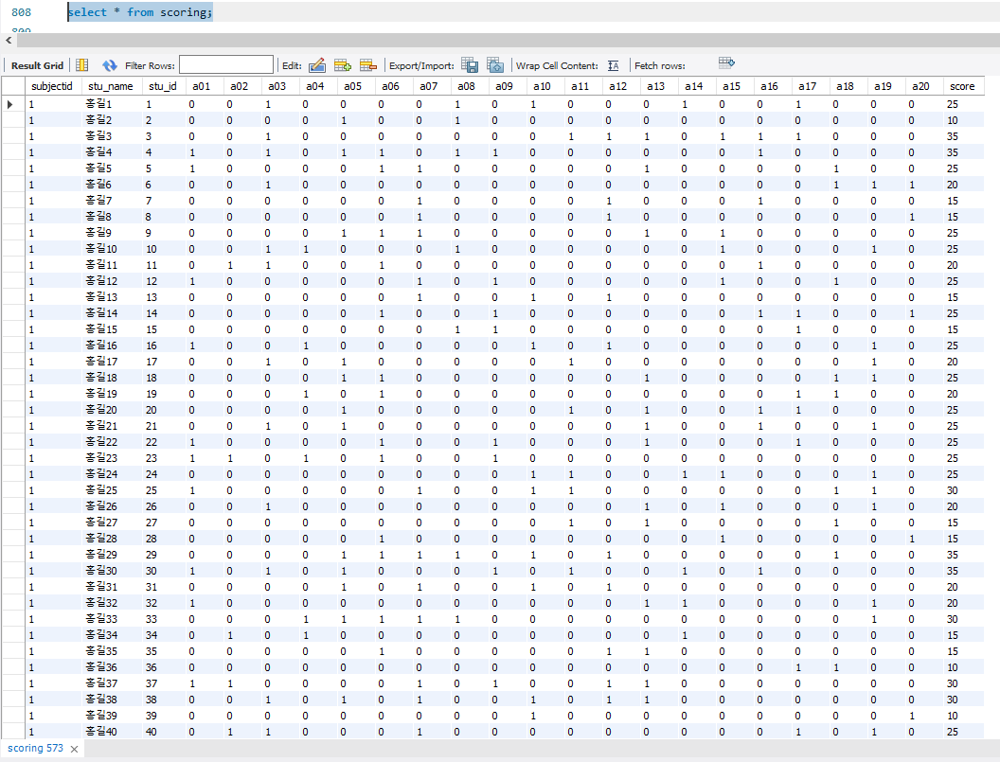 808 select * from scoring;
809
Result Grid Filter Rows: Edit: Export/Import: Wrap Cell Content: Fetch rows:
subjectid stu_name stu_id a01 a02 a03 a04 a05 a06 a07 a08 a09 a10 a11 a12 a13 a14 a15 a16 a17 a18 a19 a20 score
1 홍길1 1 0 0 1 0 0 0 0 1 0 1 0 0 0 1 0 0 1 0 0 0 25
1 홍길2 2 0 0 0 0 1 0 0 1 0 0 0 0 0 0 0 0 0 0 0 0 10
1 홍길3 3 0 0 1 0 0 0 0 0 0 0 1 1 1 0 1 1 1 0 0 0 35
1 홍길4 4 1 0 1 0 1 1 0 1 1 0 0 0 0 0 0 1 0 0 0 0 35
1 홍길5 5 1 0 0 0 0 1 1 0 0 0 0 0 1 0 0 0 0 1 0 0 25
1 홍길6 6 0 0 1 0 0 0 0 0 0 0 0 0 0 0 0 0 0 1 1 1 20
1 홍길7 7 0 0 0 0 0 0 1 0 0 0 0 1 0 0 0 1 0 0 0 0 15
1 홍길8 8 0 0 0 0 0 0 1 0 0 0 0 1 0 0 0 0 0 0 0 1 15
1 홍길9 9 0 0 0 0 1 1 1 0 0 0 0 0 1 0 1 0 0 0 0 0 25
1 홍길10 10 0 0 1 1 0 0 0 1 0 0 0 0 0 0 1 0 0 0 1 0 25
1 홍길11 11 0 1 1 0 0 1 0 0 0 0 0 0 0 0 0 1 0 0 0 0 20
1 홍길12 12 1 0 0 0 0 0 1 0 1 0 0 0 0 0 1 0 0 1 0 0 25
1 홍길13 13 0 0 0 0 0 0 1 0 0 1 0 1 0 0 0 0 0 0 0 0 15
1 홍길14 14 0 0 0 0 0 1 0 0 1 0 0 0 0 0 0 1 1 0 0 1 25
1 홍길15 15 0 0 0 0 0 0 0 1 1 0 0 0 0 0 0 0 1 0 0 0 15
1 홍길16 16 1 0 0 1 0 0 0 0 0 1 0 1 0 0 0 0 0 0 1 0 25
1 홍길17 17 0 0 1 0 1 0 0 0 0 0 1 0 0 0 0 0 0 0 1 0 20
1 홍길18 18 0 0 0 0 1 1 0 0 0 0 0 0 1 0 0 0 0 1 1 0 25
1 홍길19 19 0 0 0 1 0 1 0 0 0 0 0 0 0 0 0 0 1 1 0 0 20
1 홍길20 20 0 0 0 0 1 0 0 0 0 0 1 0 1 0 0 1 1 0 0 0 25
1 홍길21 21 0 0 1 0 1 0 0 0 0 0 0 0 1 0 0 1 0 0 1 0 25
1 홍길22 22 1 0 0 0 0 1 0 0 1 0 0 0 1 0 0 0 1 0 0 0 25
1 홍길23 23 1 1 0 1 0 1 0 0 1 0 0 0 0 0 0 0 0 0 0 0 25
1 홍길24 24 0 0 0 0 0 0 0 0 0 1 1 0 0 1 1 0 0 0 1 0 25
1 홍길25 25 1 0 0 0 0 0 1 0 0 1 1 0 0 0 0 0 0 1 1 0 30
1 홍길26 26 0 0 1 0 0 0 0 0 0 0 0 0 1 0 1 0 0 0 1 0 20
1 홍길27 27 0 0 0 0 0 0 0 0 0 0 1 0 1 0 0 0 0 1 0 0 15
1 홍길28 28 0 0 0 0 0 1 0 0 0 0 0 0 0 0 1 0 0 0 0 1 15
1 홍길29 29 0 0 0 0 1 1 1 1 0 1 0 1 0 0 0 0 0 1 0 0 35
1 홍길30 30 1 0 1 0 1 0 0 0 1 0 1 0 0 1 0 1 0 0 0 0 35
1 홍길31 31 0 0 0 0 1 0 1 0 0 1 0 1 0 0 0 0 0 0 0 0 20
1 홍길32 32 1 0 0 0 0 0 0 0 0 0 0 0 1 1 0 0 0 0 1 0 20
1 홍길33 33 0 0 0 1 1 1 1 1 0 0 0 0 0 0 0 0 0 0 1 0 30
1 홍길34 34 0 1 0 1 0 0 0 0 0 0 0 0 0 1 0 0 0 0 0 0 15
1 홍길35 35 0 0 0 0 0 1 0 0 0 0 0 1 1 0 0 0 0 0 0 0 15
1 홍길36 36 0 0 0 0 0 0 0 0 0 0 0 0 0 0 0 0 1 1 0 0 10
1 홍길37 37 1 1 0 0 0 0 1 0 1 0 0 1 1 0 0 0 0 0 0 0 30
1 홍길38 38 0 0 1 0 1 0 1 0 0 1 0 1 1 0 0 0 0 0 0 0 30
1 홍길39 39 0 0 0 0 0 0 0 0 0 1 0 0 0 0 0 0 0 0 0 1 10
1 홍길40 40 0 1 1 0 0 0 1 0 0 0 0 0 0 0 0 0 1 0 1 0 25
scoring 573